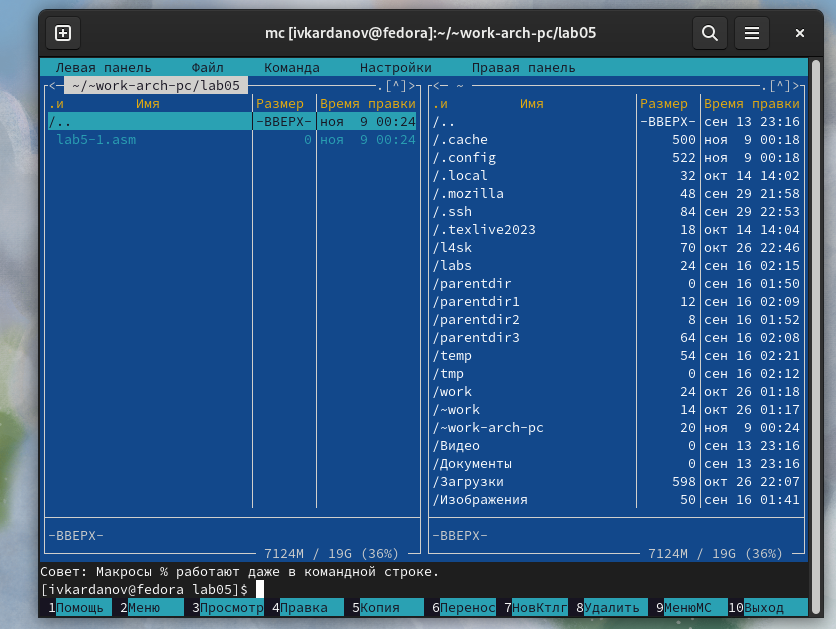 mc [ivkardanov@fedora]:~/~work-arch-pc/lab05
Левая панель Файл Команда Настройки Правая панель
<— ~/~work-arch-pc/lab05 .[^]>
.и Имя Размер Время правки
/.. -ВВЕРХ- ноя 9 00:24
lab5-1.asm 0 ноя 9 00:24
-ВВЕРХ-
7124M / 19G (36%)
<— ~ .[^]>
.и Имя Размер Время правки
/.. -ВВЕРХ- сен 13 23:16
/.cache 500 ноя 9 00:18
/.config 522 ноя 9 00:18
/.local 32 окт 14 14:02
/.mozilla 48 сен 29 21:58
/.ssh 84 сен 29 22:53
/.texlive2023 18 окт 14 14:04
/l4sk 70 окт 26 22:46
/labs 24 сен 16 02:15
/parentdir 0 сен 16 01:50
/parentdir1 12 сен 16 02:09
/parentdir2 8 сен 16 01:52
/parentdir3 64 сен 16 02:08
/temp 54 сен 16 02:21
/tmp 0 сен 16 02:12
/work 24 окт 26 01:18
/~work 14 окт 26 01:17
/~work-arch-pc 20 ноя 9 00:24
/Видео 0 сен 13 23:16
/Документы 0 сен 13 23:16
/Загрузки 598 окт 26 22:07
/Изображения 50 сен 16 01:41
-ВВЕРХ-
7124M / 19G (36%)
Совет: Макросы % работают даже в командной строке.
[ivkardanov@fedora lab05]$
1Помощь 2Меню 3Просмотр 4Правка 5Копия 6Перенос 7НовКтлг 8Удалить 9МенюMC 10Выход